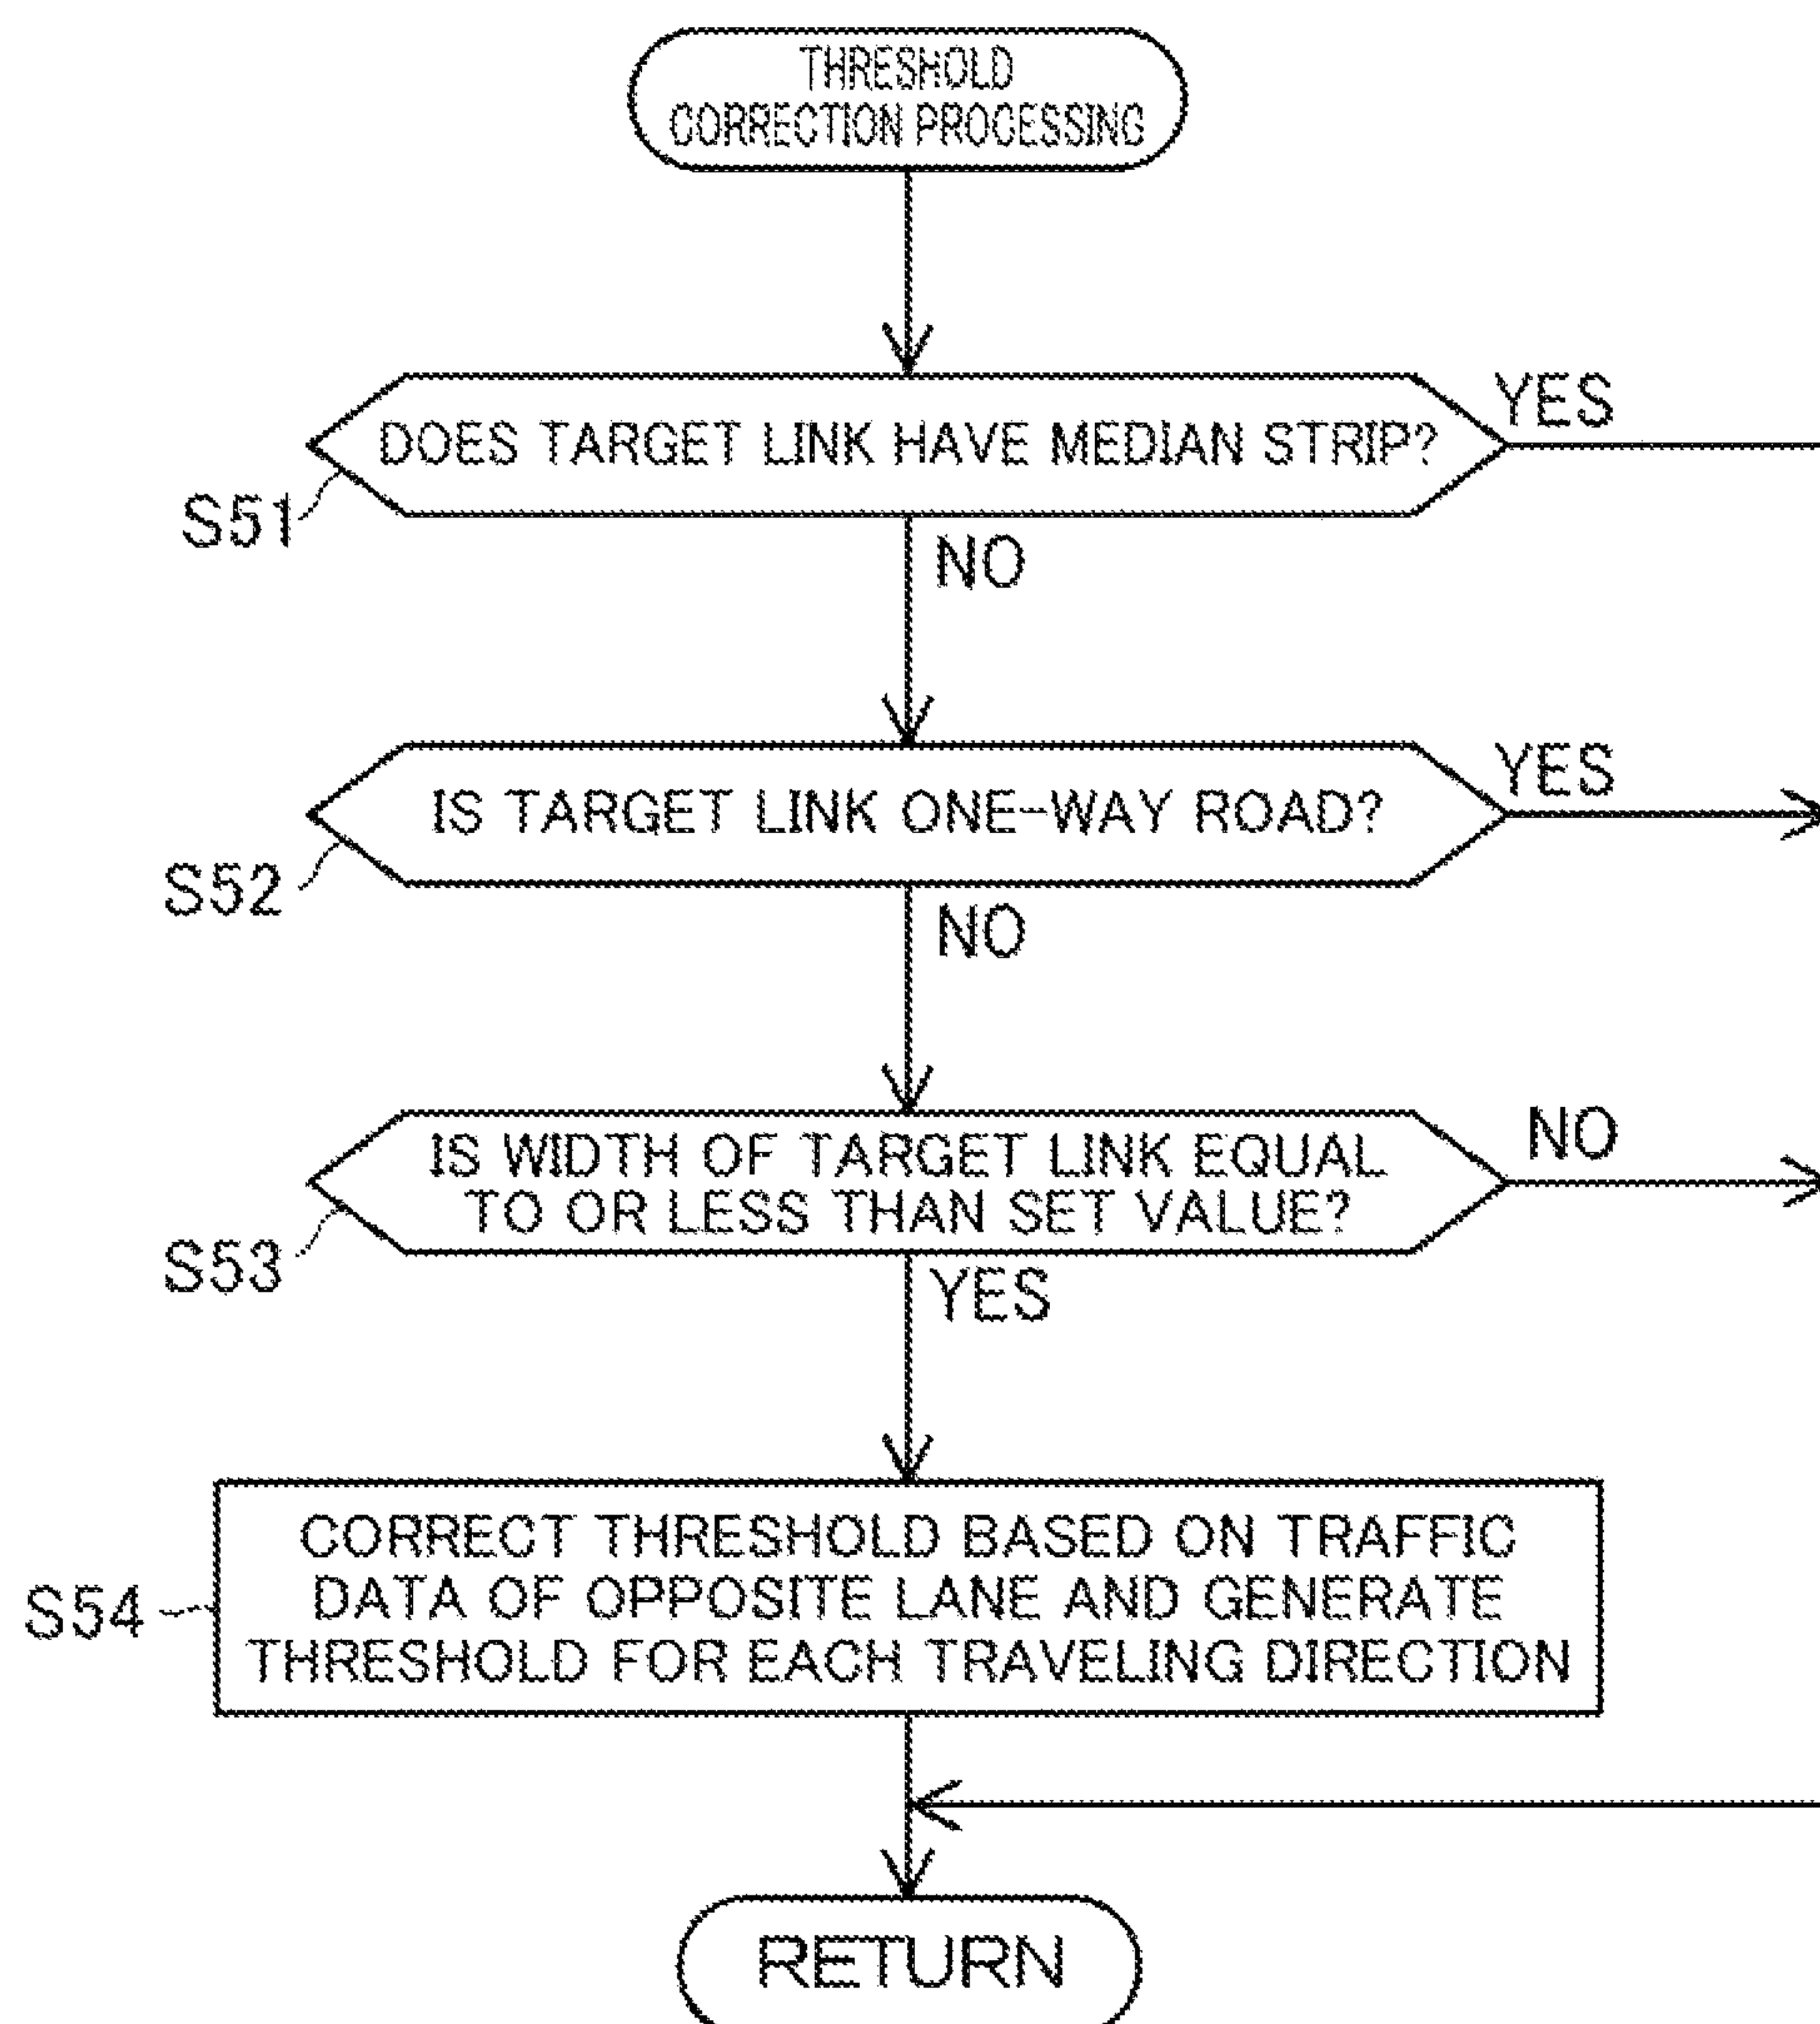 THRESHOLD
CORRECTION PROCESSING
DOES TARGET LINK HAVE MEDIAN STRIP?
YES
S51
NO
IS TARGET LINK ONE-WAY ROAD?
YES
S52
NO
IS WIDTH OF TARGET LINK EQUAL
TO OR LESS THAN SET VALUE?
NO
S53
YES
CORRECT THRESHOLD BASED ON TRAFFIC
DATA OF OPPOSITE LANE AND GENERATE
THRESHOLD FOR EACH TRAVELING DIRECTION
S54
RETURN